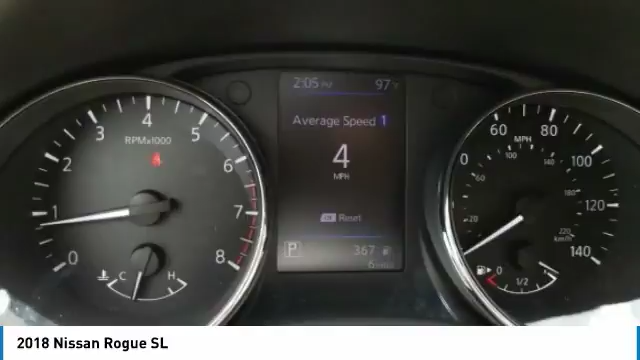 2:05 PM 97°F
Average Speed 1
4
MPH
OK Reset
P 367
RPMx1000
0
1
2
3
4
5
6
7
8
C H
MPH
0
60
80
100
120
140
20
60
100
140
180
220
km/h
0
1/2
2018 Nissan Rogue SL